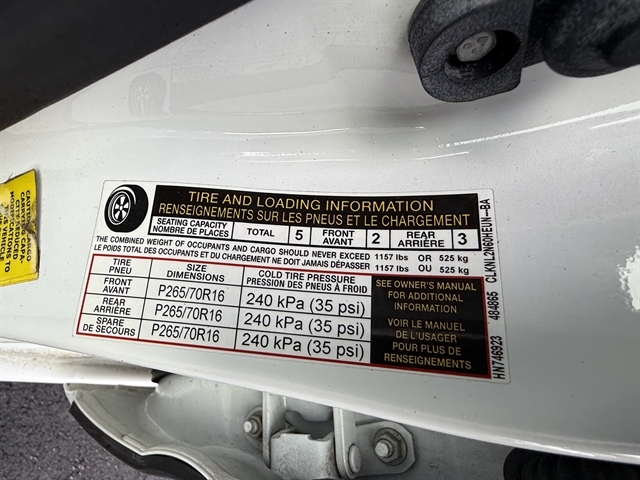 TIRE AND LOADING INFORMATION
RENSEIGNEMENTS SUR LES PNEUS ET LE CHARGEMENT
SEATING CAPACITY
NOMBRE DE PLACES
TOTAL 5 FRONT AVANT 2 REAR ARRIÈRE 3
THE COMBINED WEIGHT OF OCCUPANTS AND CARGO SHOULD NEVER EXCEED 1157 lbs OR 525 kg
LE POIDS TOTAL DES OCCUPANTS ET DU CHARGEMENT NE DOIT JAMAIS DÉPASSER 1157 lbs OU 525 kg
TIRE PNEU SIZE DIMENSIONS COLD TIRE PRESSURE PRESSION DES PNEUS À FROID
FRONT AVANT P265/70R16 240 kPa (35 psi)
REAR ARRIÈRE P265/70R16 240 kPa (35 psi)
SPARE DE SECOURS P265/70R16 240 kPa (35 psi)
SEE OWNER'S MANUAL
FOR ADDITIONAL
INFORMATION
VOIR LE MANUEL
DE L'USAGER
POUR PLUS DE
RENSEIGNEMENTS
HN746923 484665 CLKNL2N60HEUN-BA